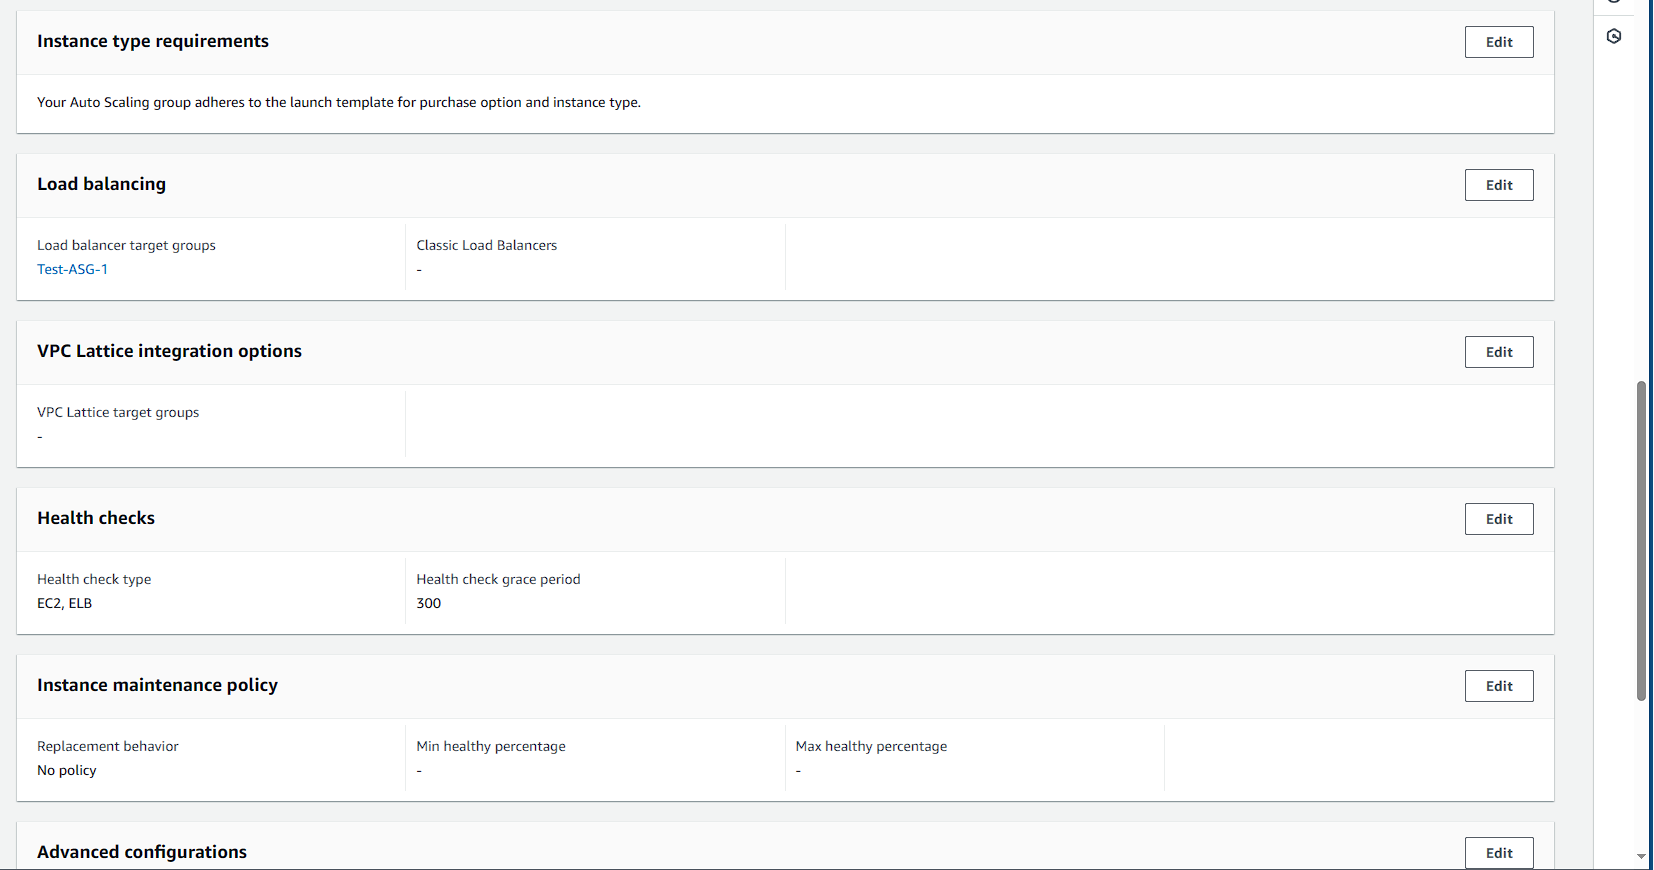 Instance type requirements
Edit
Your Auto Scaling group adheres to the launch template for purchase option and instance type.
Load balancing
Edit
Load balancer target groups
Classic Load Balancers
Test-ASG-1
-
VPC Lattice integration options
Edit
VPC Lattice target groups
-
Health checks
Edit
Health check type
Health check grace period
EC2, ELB
300
Instance maintenance policy
Edit
Replacement behavior
Min healthy percentage
Max healthy percentage
No policy
-
-
Advanced configurations
Edit